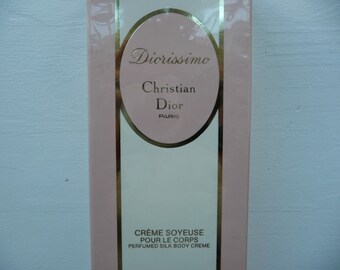 Diorissimo
Christian
Dior
PARIS
CRÈME SOYEUSE
POUR LE CORPS
PERFUMED SILK BODY CREME